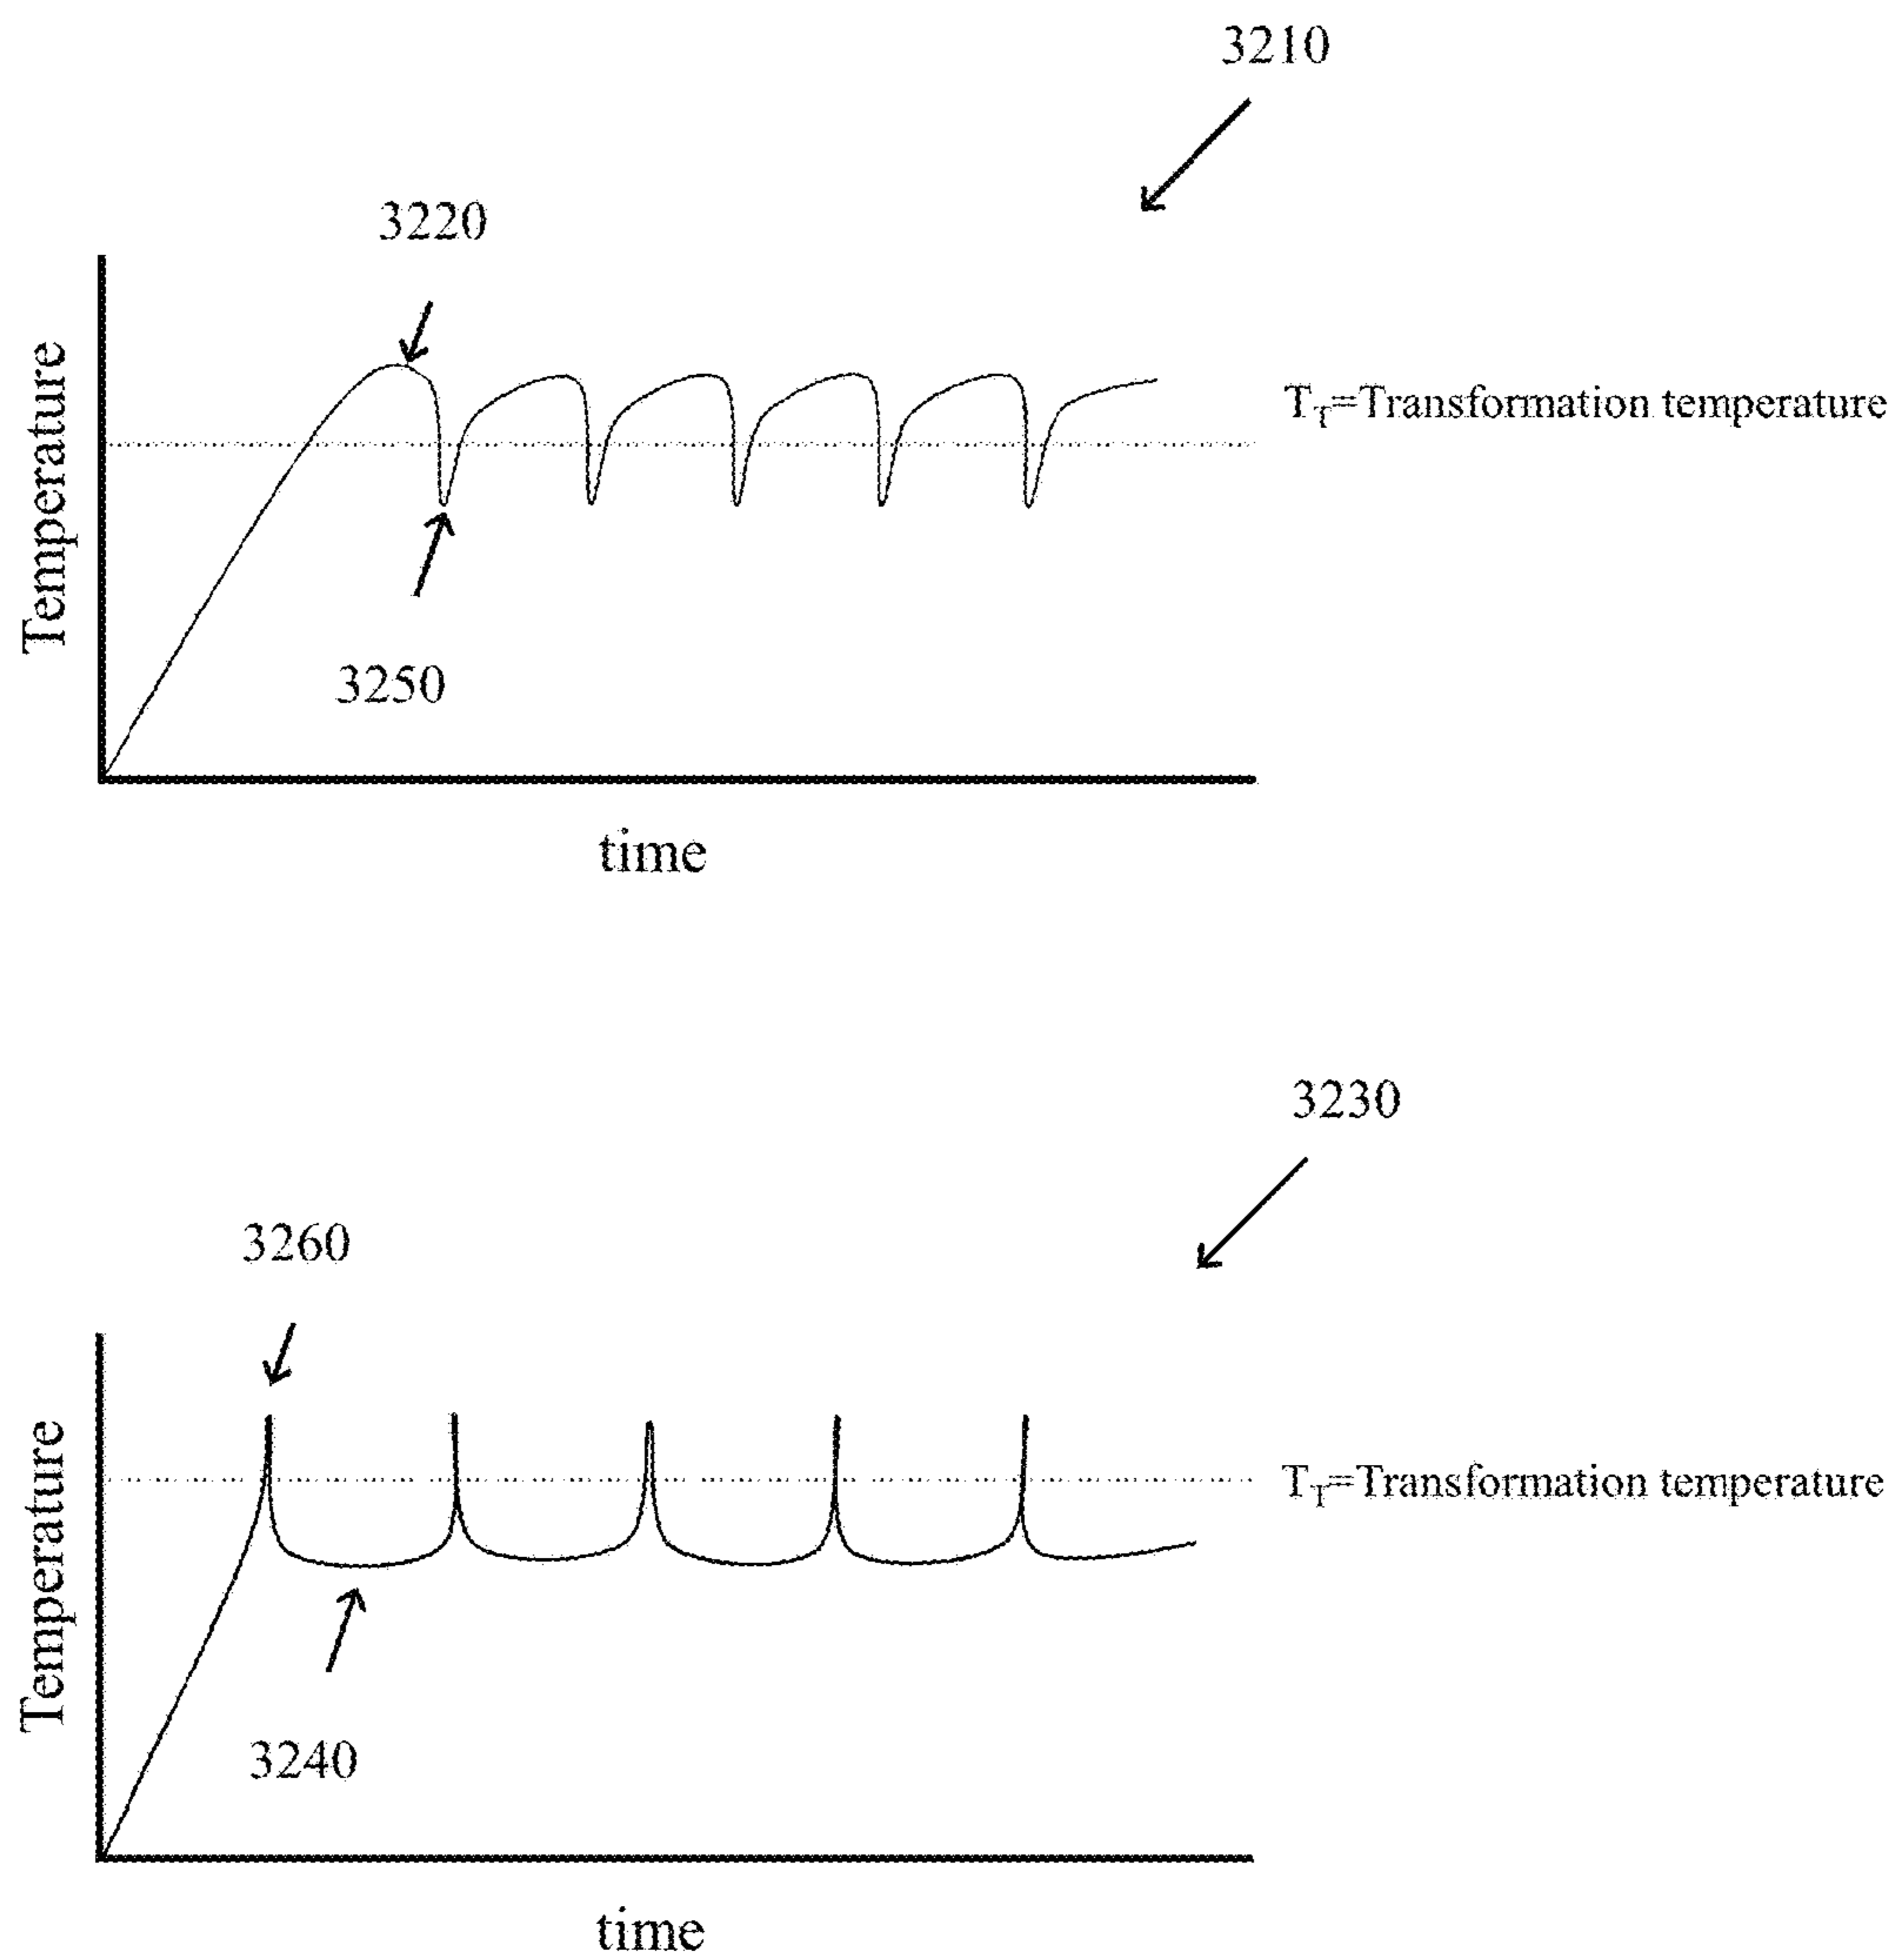 3210
3220
Temperature
T_T=Transformation temperature
3250
time
3230
3260
Temperature
T_T=Transformation temperature
3240
time